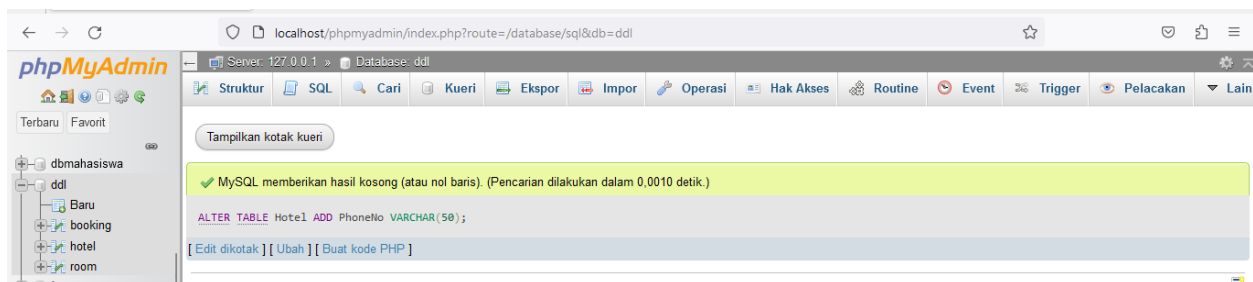 localhost/phpmyadmin/index.php?route=/database/sql&db=ddl
phpMyAdmin
Server: 127.0.0.1 » Database: ddl
Struktur SQL Cari Kueri Ekspor Impor Operasi Hak Akses Routine Event Trigger Pelacakan Lain
Terbaru Favorit
Tampilkan kotak kueri
dbmahasiswa
ddl
Baru
booking
hotel
room
MySQL memberikan hasil kosong (atau nol baris). (Pencarian dilakukan dalam 0,0010 detik.)
ALTER TABLE Hotel ADD PhoneNo VARCHAR(50);
[ Edit dikotak ] [ Ubah ] [ Buat kode PHP ]